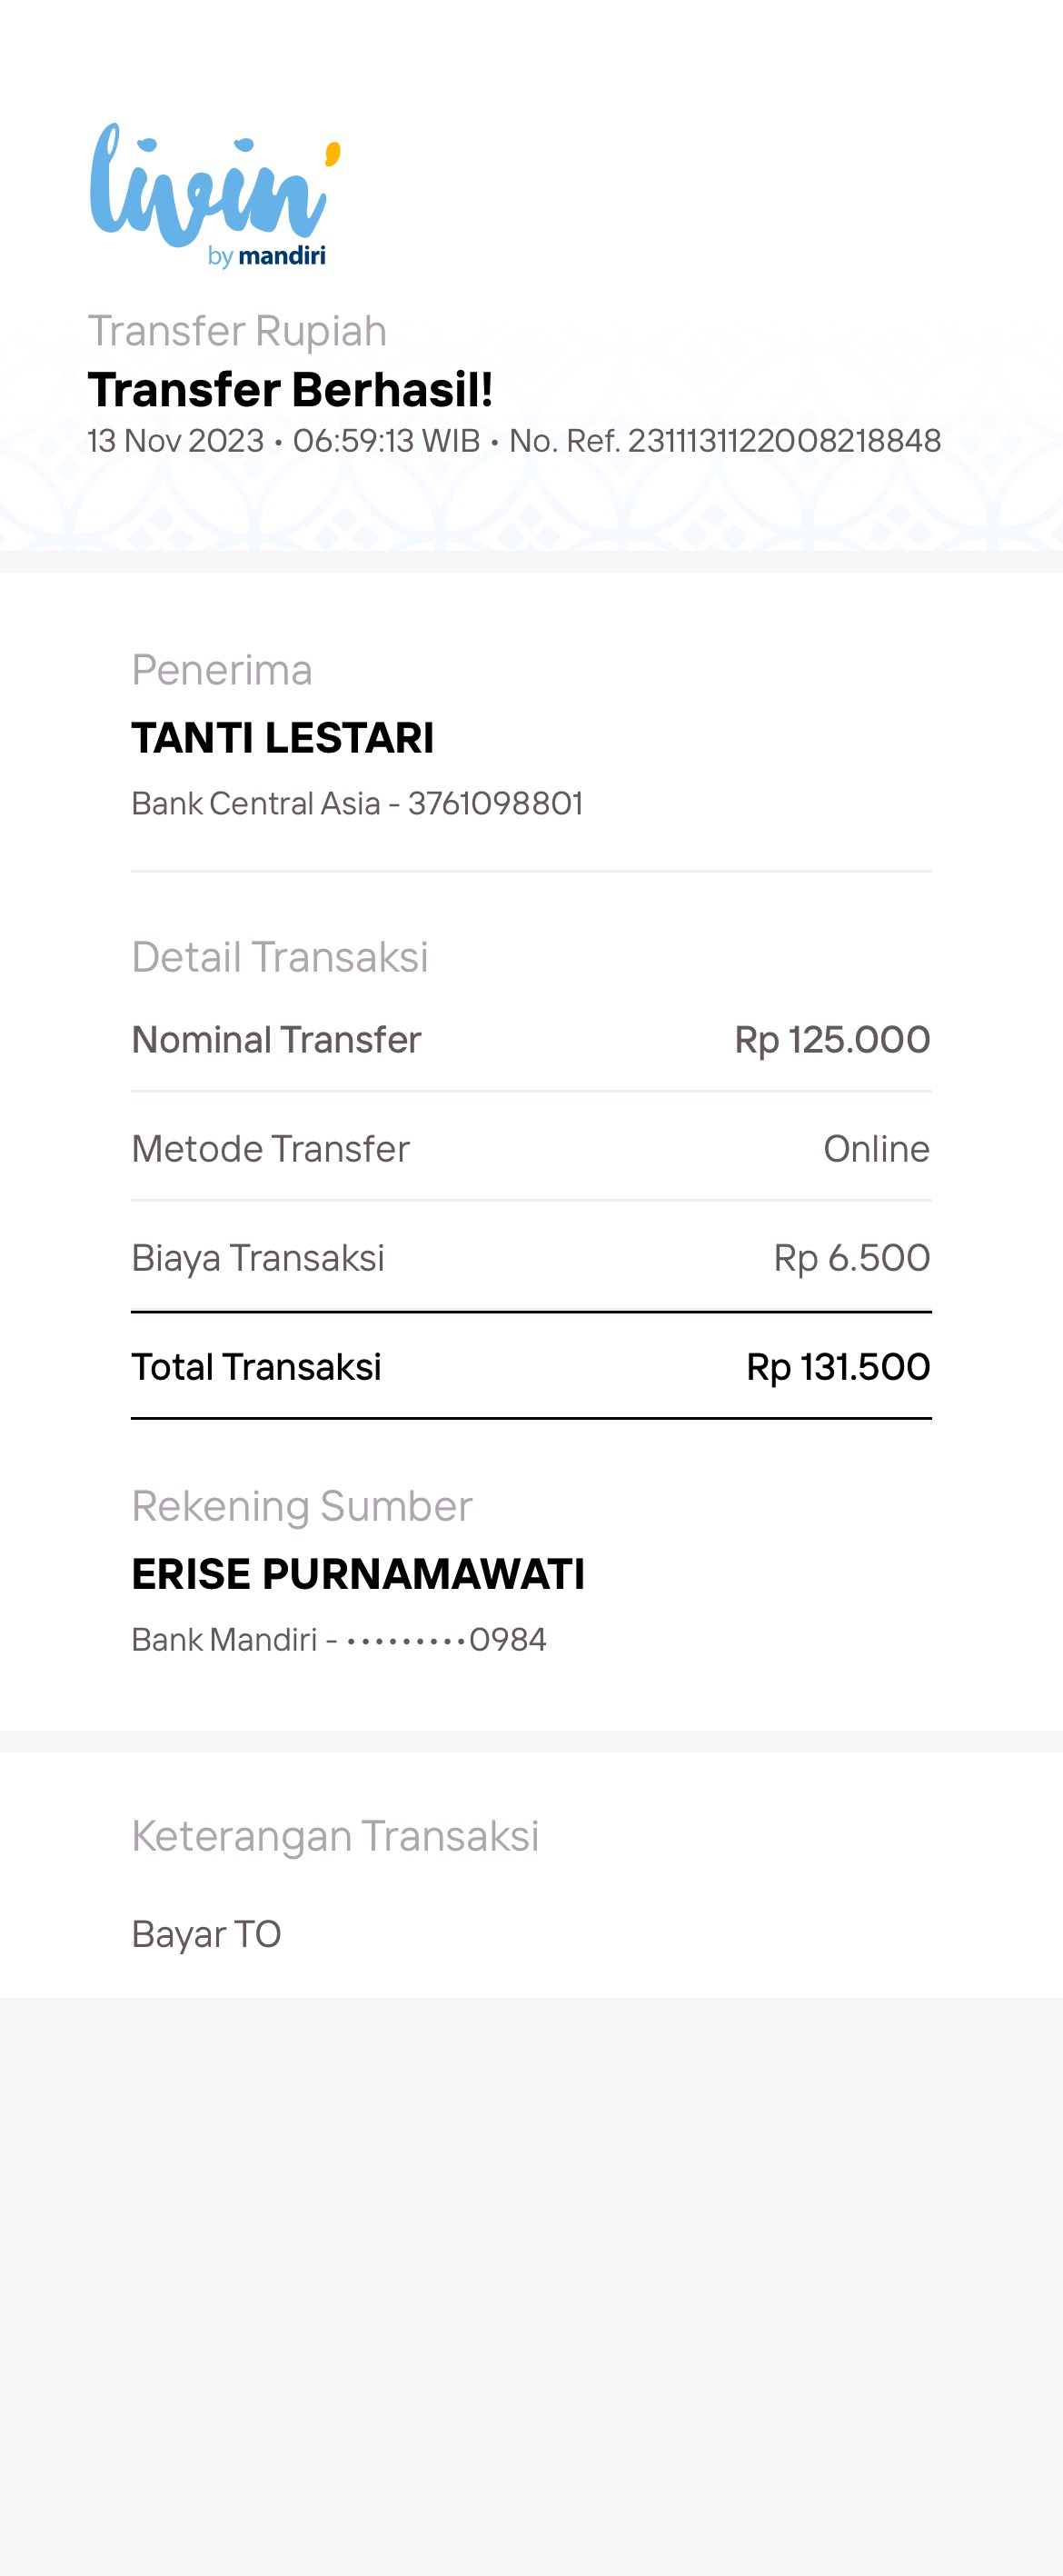 livin'
by mandiri
Transfer Rupiah
Transfer Berhasil!
13 Nov 2023 • 06:59:13 WIB • No. Ref. 2311131122008218848
Penerima
TANTI LESTARI
Bank Central Asia - 3761098801
Detail Transaksi
Nominal Transfer Rp 125.000
Metode Transfer Online
Biaya Transaksi Rp 6.500
Total Transaksi Rp 131.500
Rekening Sumber
ERISE PURNAMAWATI
Bank Mandiri - •••••••••0984
Keterangan Transaksi
Bayar TO